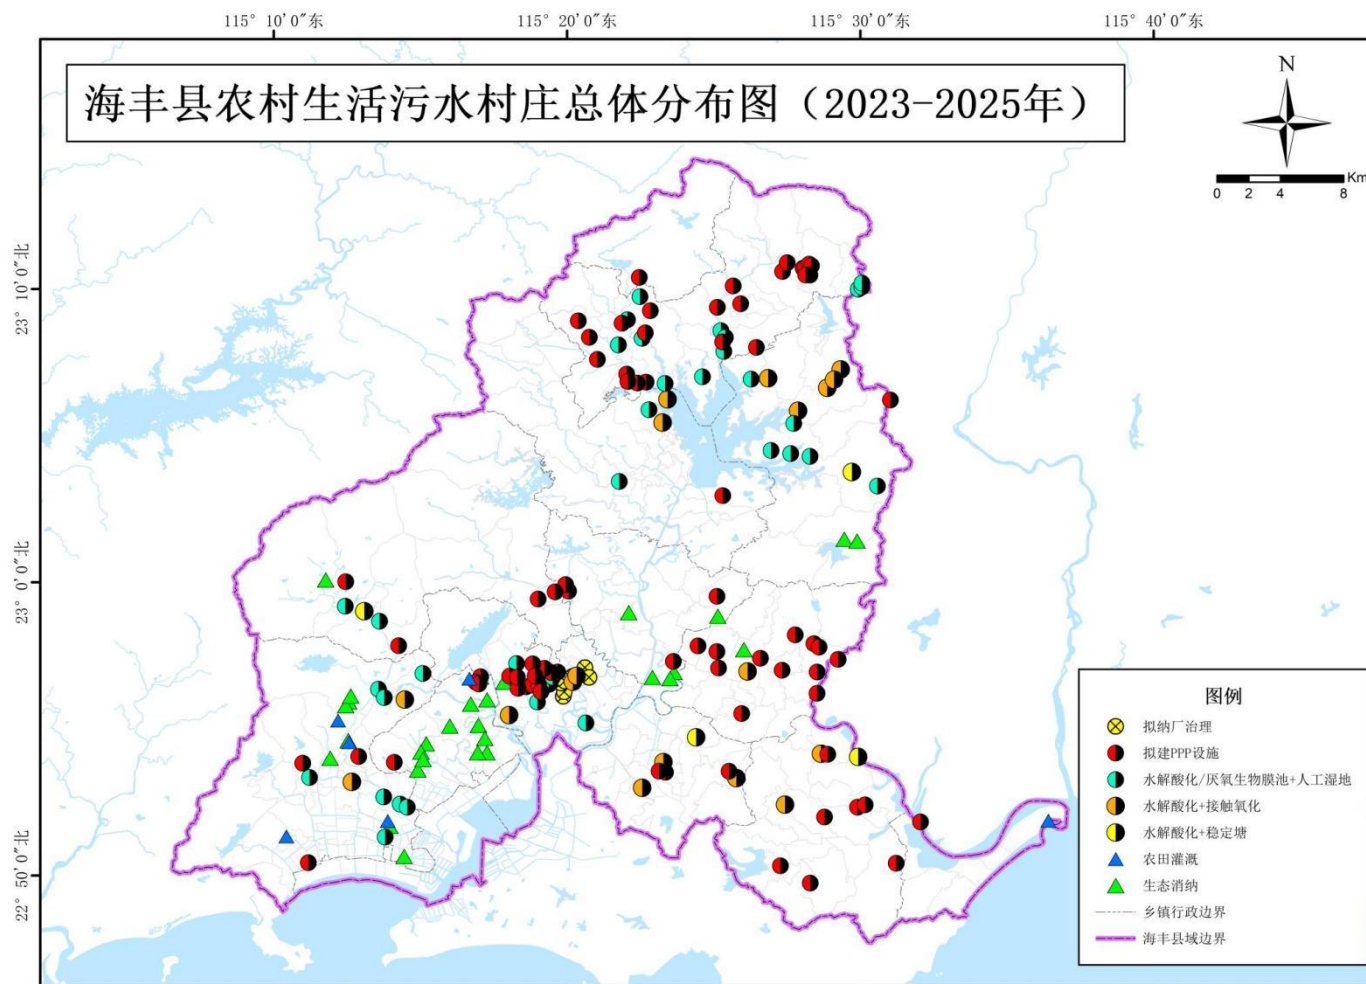 115° 10′0″东
115° 20′0″东
115° 30′0″东
115° 40′0″东
海丰县农村生活污水村庄总体分布图（2023-2025年）
N
Km
0 2 4 8
23° 10′0″北
23° 0′0″北
22° 50′0″北
图例
拟纳厂治理
拟建PPP设施
水解酸化/厌氧生物膜池+人工湿地
水解酸化+接触氧化
水解酸化+稳定塘
农田灌溉
生态消纳
乡镇行政边界
海丰县域边界